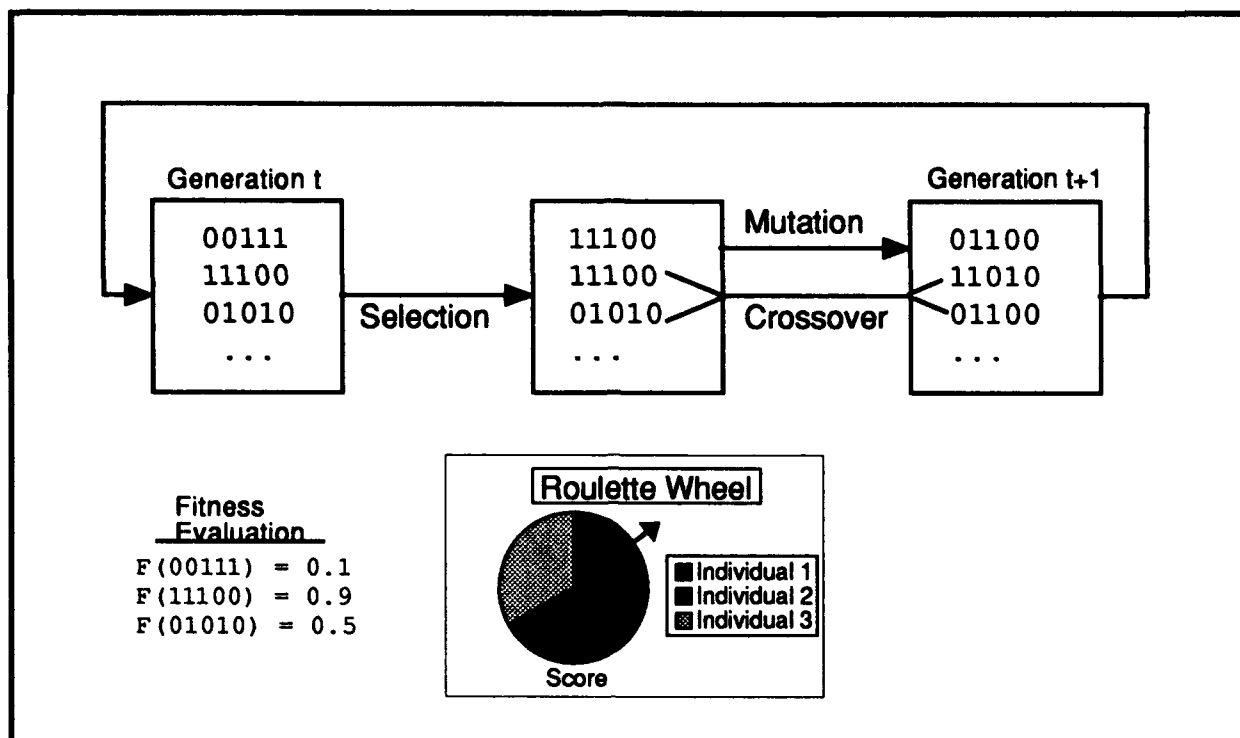 Generation t
00111
11100
01010
...
Selection
11100
11100
01010
...
Mutation
Crossover
Generation t+1
01100
11010
01100
...
Fitness
Evaluation
F(00111) = 0.1
F(11100) = 0.9
F(01010) = 0.5
Roulette Wheel
Individual 1
Individual 2
Individual 3
Score